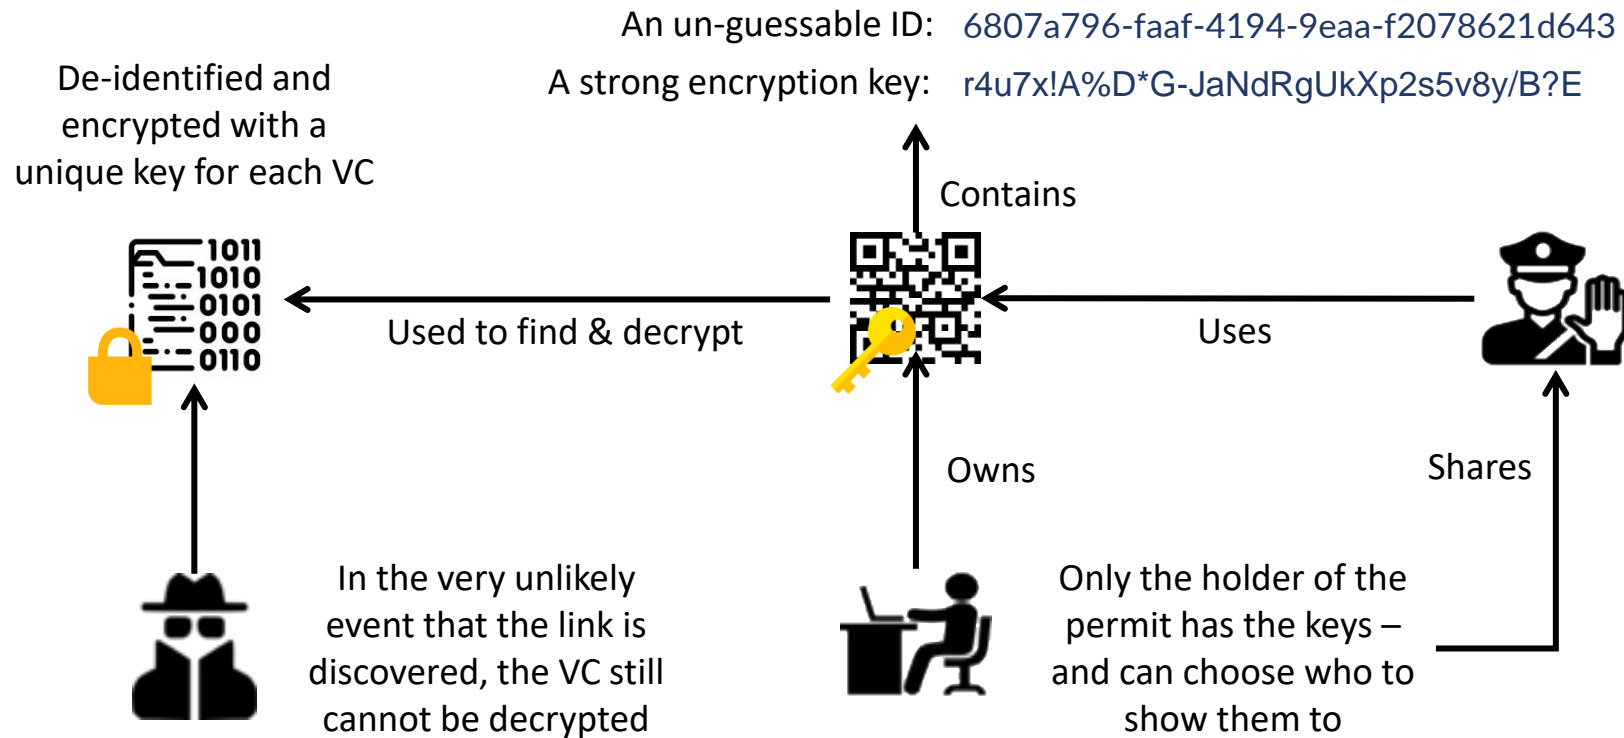 An un-guessable ID: 6807a796-faaf-4194-9eaa-f2078621d643
A strong encryption key: r4u7x!A%D*G-JaNdRgUkXp2s5v8y/B?E
De-identified and
encrypted with a
unique key for each VC
Contains
1011
1010
0101
000
0110
Used to find & decrypt
Uses
Owns
Shares
In the very unlikely
event that the link is
discovered, the VC still
cannot be decrypted
Only the holder of the
permit has the keys –
and can choose who to
show them to